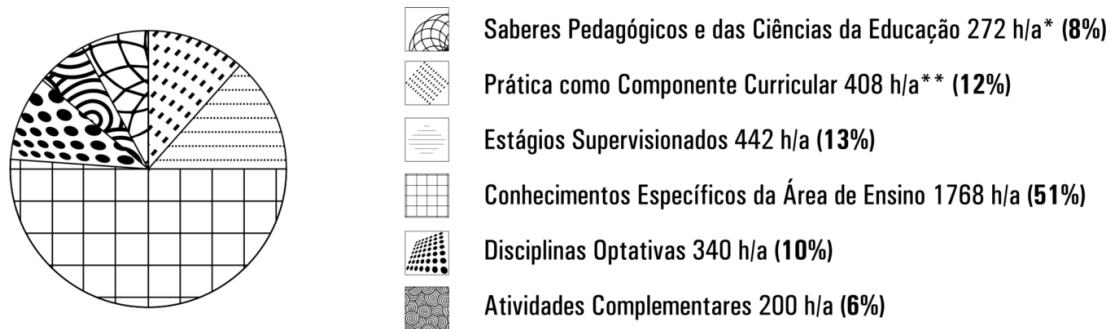 Saberes Pedagógicos e das Ciências da Educação 272 h/a* (8%)
Prática como Componente Curricular 408 h/a** (12%)
Estágios Supervisionados 442 h/a (13%)
Conhecimentos Específicos da Área de Ensino 1768 h/a (51%)
Disciplinas Optativas 340 h/a (10%)
Atividades Complementares 200 h/a (6%)